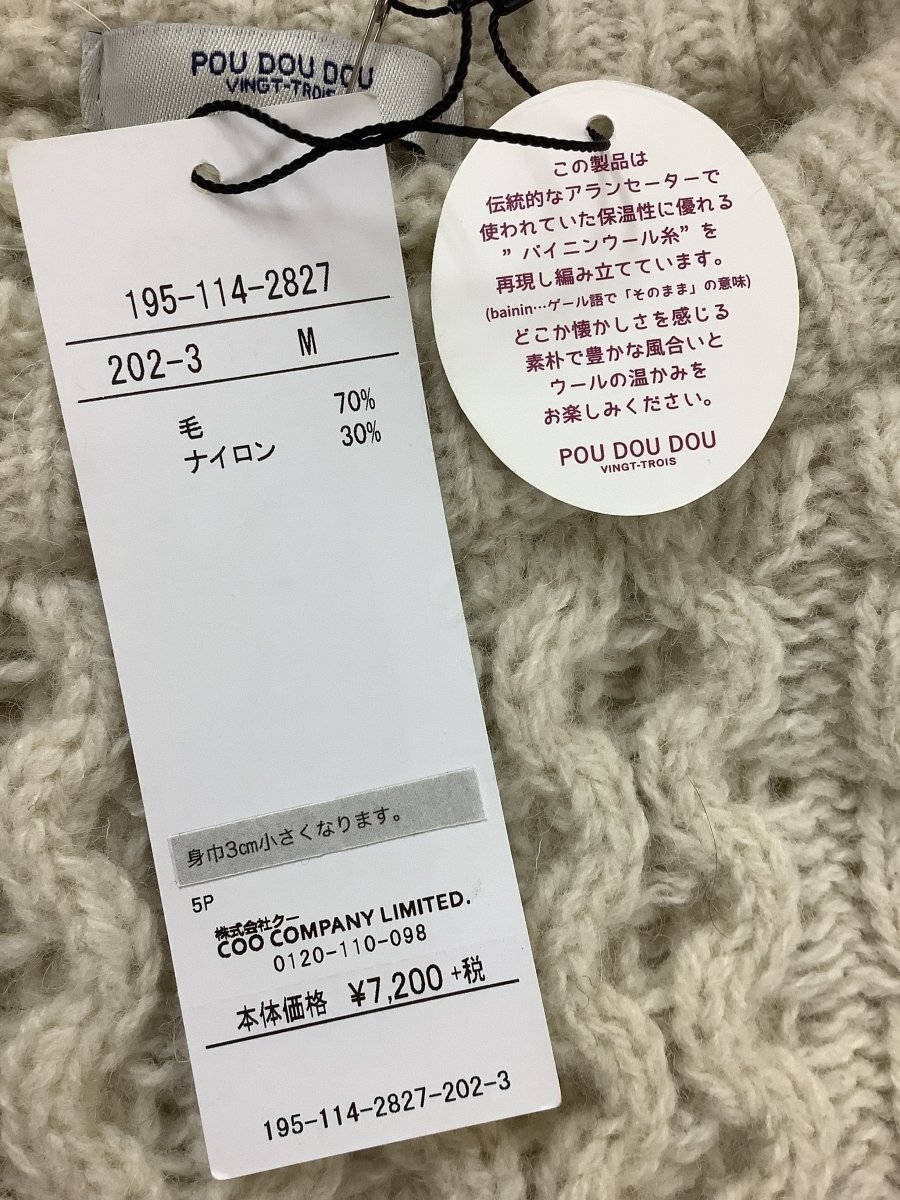 POU DOU DOU
VINGT-TROIS
195-114-2827
202-3 M
毛 70%
ナイロン 30%
身巾3㎝小さくなります。
5P
株式会社クー
COO COMPANY LIMITED.
0120-110-098
本体価格 ¥7,200 +税
195-114-2827-202-3
この製品は
伝統的なアランセーターで
使われていた保温性に優れる
”バイニンウール糸”を
再現し編み立てています。
(bainin…ゲール語で「そのまま」の意味)
どこか懐かしさを感じる
素朴で豊かな風合いと
ウールの温かみを
お楽しみください。
POU DOU DOU
VINGT-TROIS